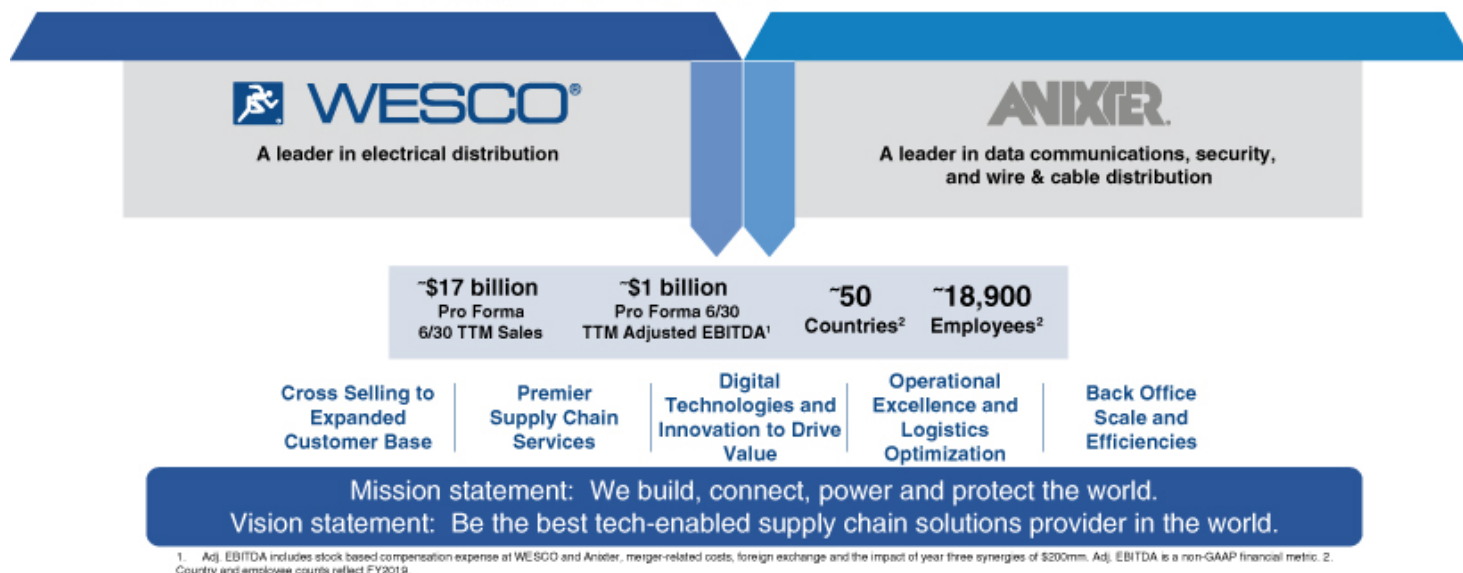 WESCO®
A leader in electrical distribution
ANIXTER®
A leader in data communications, security,
and wire & cable distribution
~$17 billion
Pro Forma
6/30 TTM Sales
~$1 billion
Pro Forma 6/30
TTM Adjusted EBITDA¹
~50
Countries²
~18,900
Employees²
Cross Selling to
Expanded
Customer Base
Premier
Supply Chain
Services
Digital
Technologies and
Innovation to Drive
Value
Operational
Excellence and
Logistics
Optimization
Back Office
Scale and
Efficiencies
Mission statement: We build, connect, power and protect the world.
Vision statement: Be the best tech-enabled supply chain solutions provider in the world.
1. Adj. EBITDA includes stock based compensation expense at WESCO and Anixter, merger-related costs, foreign exchange and the impact of year three synergies of $200mm. Adj. EBITDA is a non-GAAP financial metric. 2.
Country and employee counts reflect FY2019